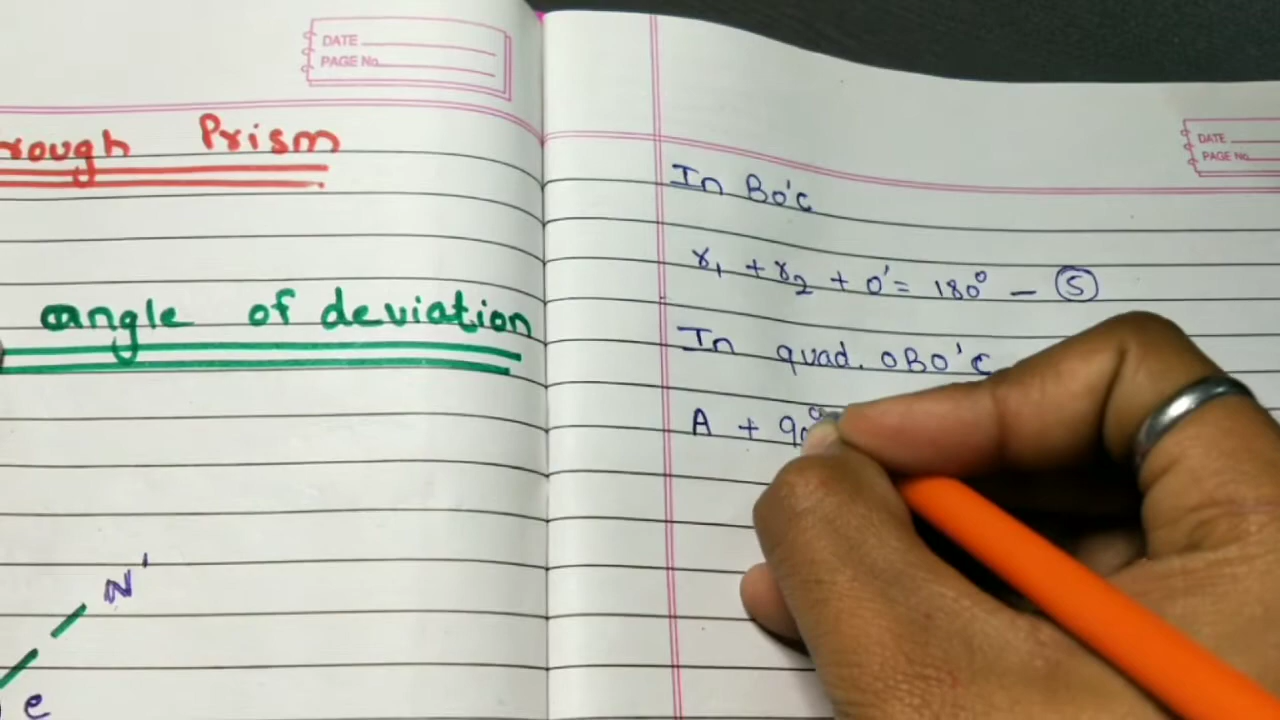 DATE
PAGE No.
rough Prism
angle of deviation
N'
e
DATE
PAGE No.
In BO'C
r₁ + r₂ + O' = 180° – ⑤
In quad. OBO'C
A + 90°